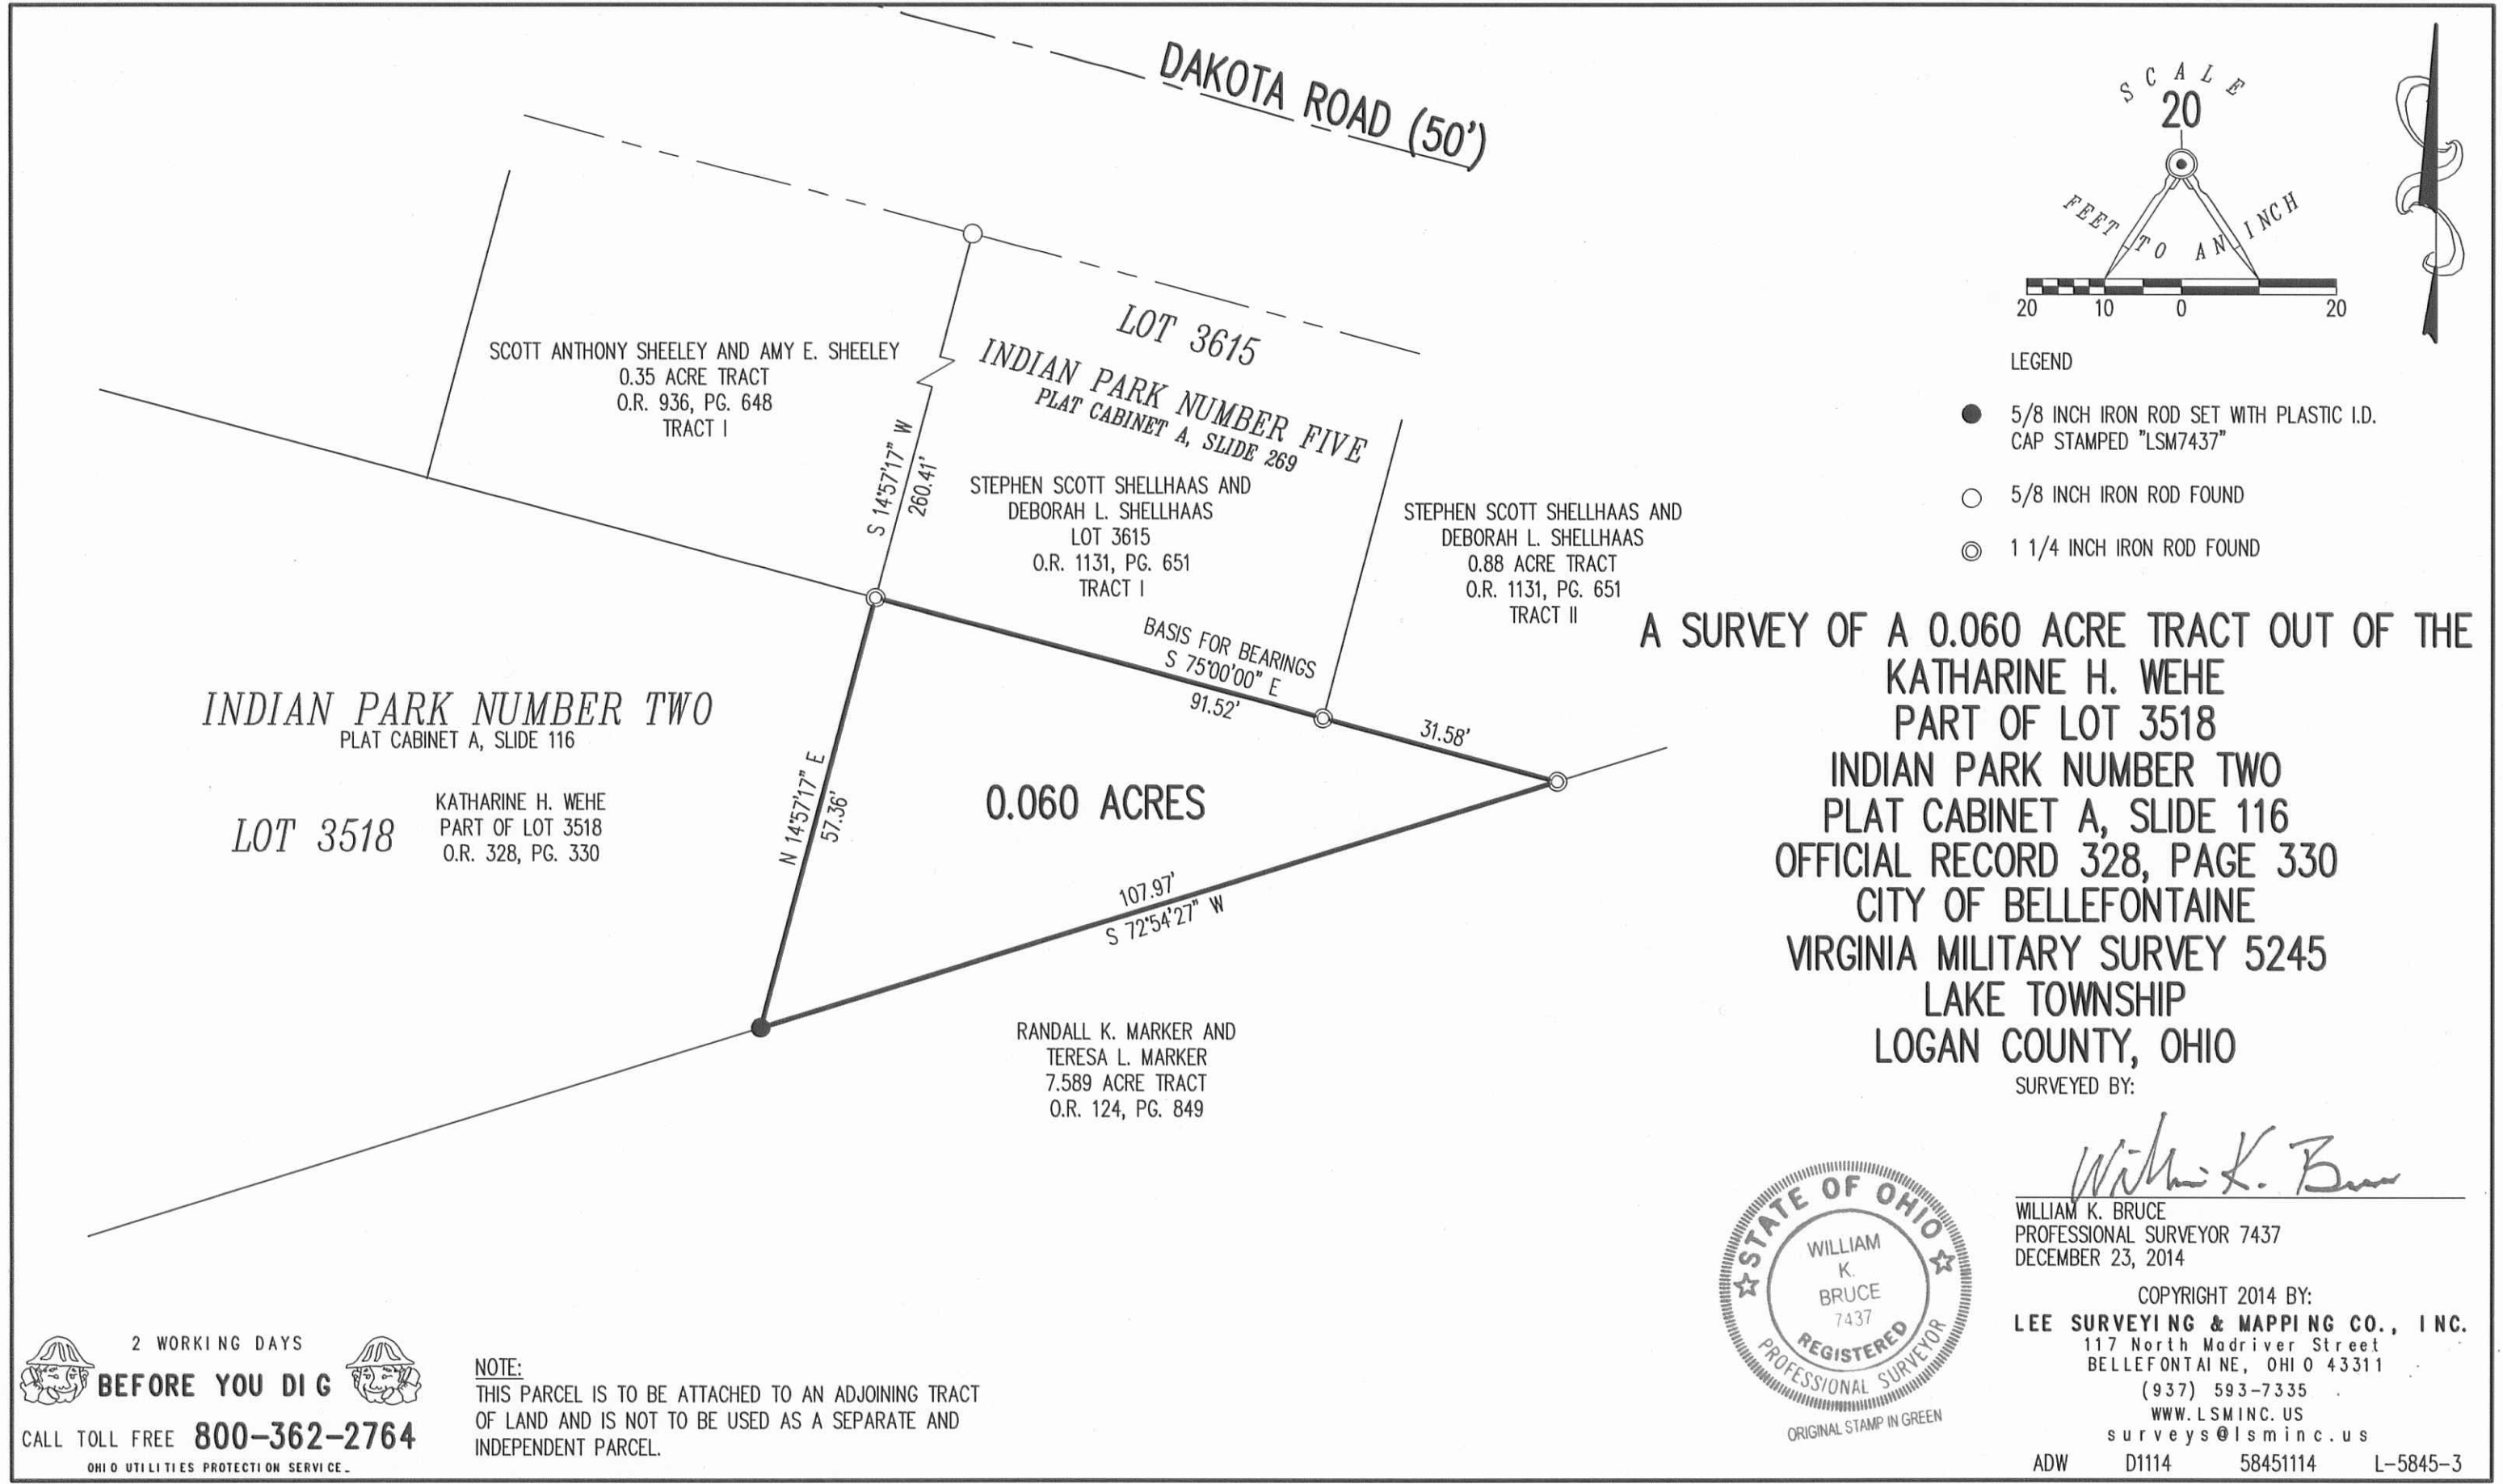 DAKOTA ROAD (50')
SCALE
20
FEET TO AN INCH
20 10 0 20
LEGEND
5/8 INCH IRON ROD SET WITH PLASTIC I.D.
CAP STAMPED "LSM7437"
5/8 INCH IRON ROD FOUND
1 1/4 INCH IRON ROD FOUND
SCOTT ANTHONY SHEELEY AND AMY E. SHEELEY
0.35 ACRE TRACT
O.R. 936, PG. 648
TRACT I
S 14°57'17" W
260.41'
LOT 3615
INDIAN PARK NUMBER FIVE
PLAT CABINET A, SLIDE 269
STEPHEN SCOTT SHELLHAAS AND
DEBORAH L. SHELLHAAS
LOT 3615
O.R. 1131, PG. 651
TRACT I
STEPHEN SCOTT SHELLHAAS AND
DEBORAH L. SHELLHAAS
0.88 ACRE TRACT
O.R. 1131, PG. 651
TRACT II
BASIS FOR BEARINGS
S 75°00'00" E
91.52'
31.58'
INDIAN PARK NUMBER TWO
PLAT CABINET A, SLIDE 116
LOT 3518
KATHARINE H. WEHE
PART OF LOT 3518
O.R. 328, PG. 330
N 14°57'17" E
57.36'
0.060 ACRES
107.97'
S 72°54'27" W
RANDALL K. MARKER AND
TERESA L. MARKER
7.589 ACRE TRACT
O.R. 124, PG. 849
A SURVEY OF A 0.060 ACRE TRACT OUT OF THE
KATHARINE H. WEHE
PART OF LOT 3518
INDIAN PARK NUMBER TWO
PLAT CABINET A, SLIDE 116
OFFICIAL RECORD 328, PAGE 330
CITY OF BELLEFONTAINE
VIRGINIA MILITARY SURVEY 5245
LAKE TOWNSHIP
LOGAN COUNTY, OHIO
SURVEYED BY:
William K. Bruce
WILLIAM K. BRUCE
PROFESSIONAL SURVEYOR 7437
DECEMBER 23, 2014
STATE OF OHIO
WILLIAM
K.
BRUCE
7437
REGISTERED
PROFESSIONAL SURVEYOR
ORIGINAL STAMP IN GREEN
COPYRIGHT 2014 BY:
LEE SURVEYING & MAPPING CO., INC.
117 North Madriver Street
BELLEFONTAINE, OHIO 43311
(937) 593-7335
WWW.LSMINC.US
surveys@lsminc.us
ADW D1114 58451114 L-5845-3
2 WORKING DAYS
BEFORE YOU DIG
CALL TOLL FREE 800-362-2764
OHIO UTILITIES PROTECTION SERVICE.
NOTE:
THIS PARCEL IS TO BE ATTACHED TO AN ADJOINING TRACT
OF LAND AND IS NOT TO BE USED AS A SEPARATE AND
INDEPENDENT PARCEL.